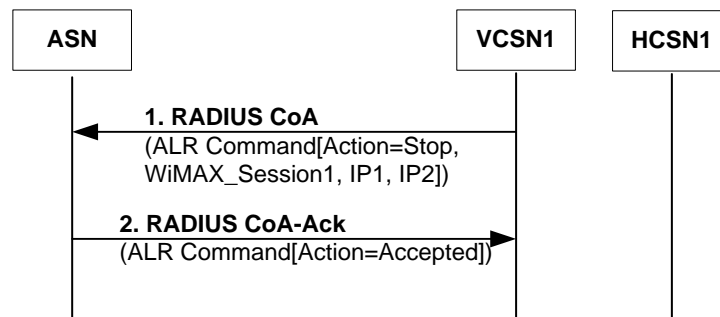 ASN
VCSN1
HCSN1
1. RADIUS CoA
(ALR Command[Action=Stop,
WiMAX_Session1, IP1, IP2])
2. RADIUS CoA-Ack
(ALR Command[Action=Accepted])